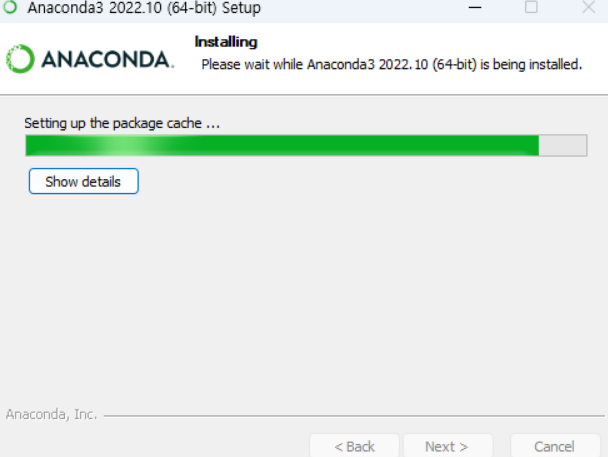 Anaconda3 2022.10 (64-bit) Setup
ANACONDA.
Installing
Please wait while Anaconda3 2022.10 (64-bit) is being installed.
Setting up the package cache ...
Show details
Anaconda, Inc.
< Back Next > Cancel